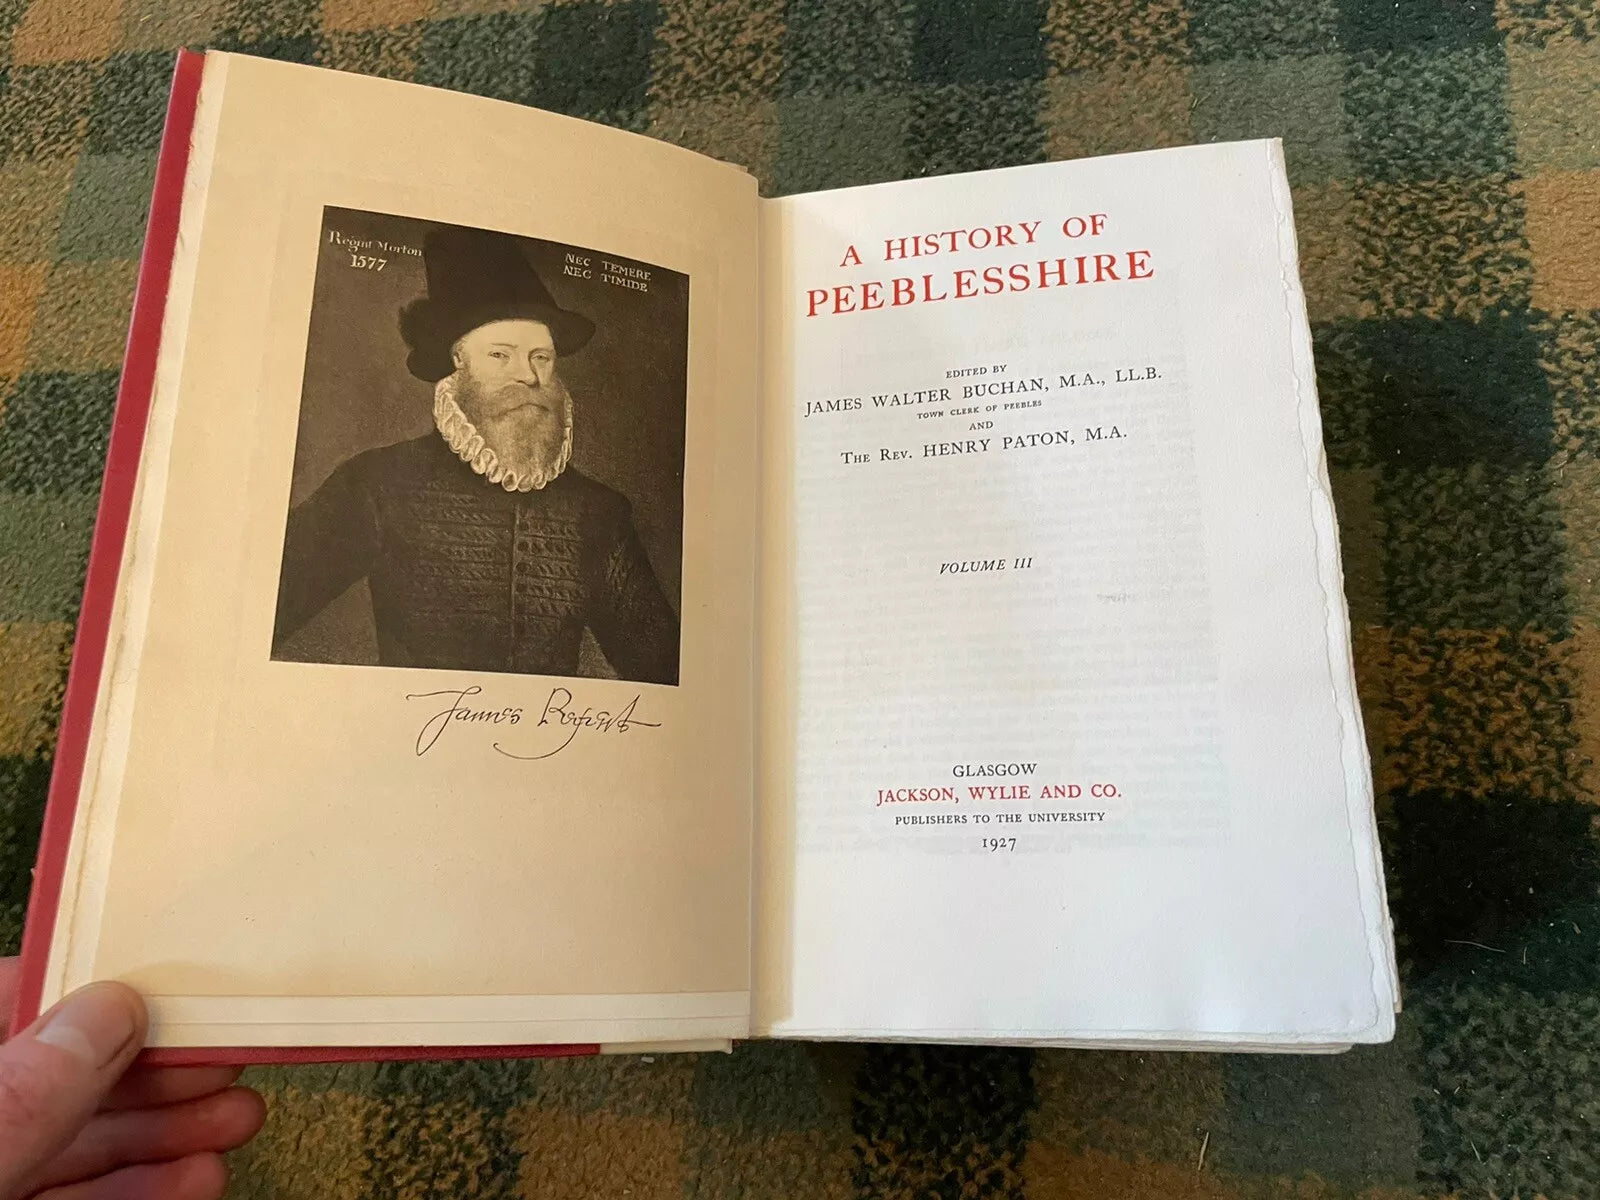 Regint Morton
1577
NEC TEMERE
NEC TIMIDE
James Regent
A HISTORY OF
PEEBLESSHIRE
EDITED BY
JAMES WALTER BUCHAN, M.A., LL.B.
TOWN CLERK OF PEEBLES
AND
THE REV. HENRY PATON, M.A.
VOLUME III
GLASGOW
JACKSON, WYLIE AND CO.
PUBLISHERS TO THE UNIVERSITY
1927